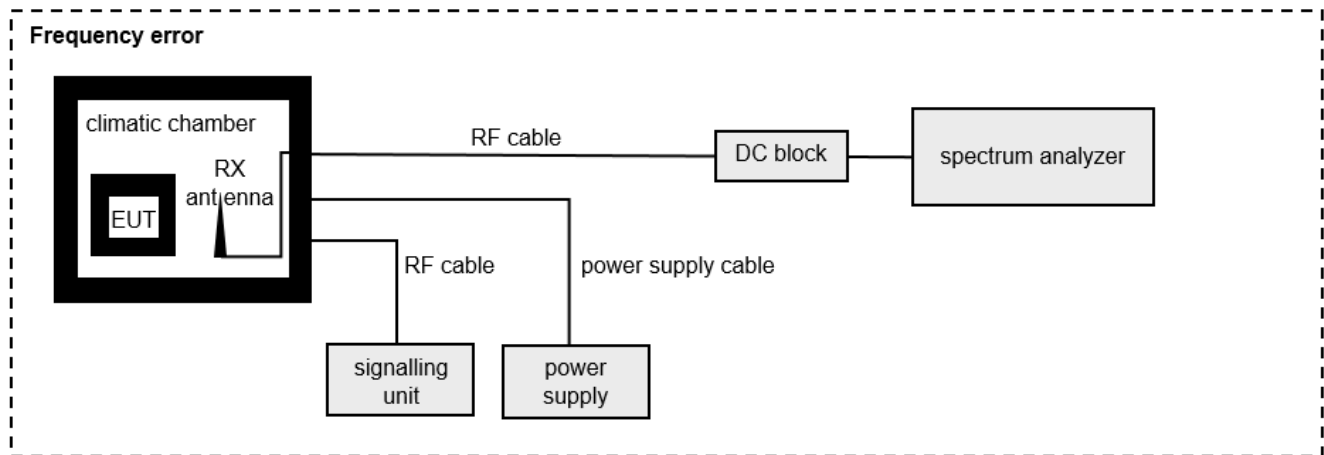 Frequency error
climatic chamber
RX
antenna
EUT
RF cable
DC block
spectrum analyzer
RF cable
power supply cable
signalling
unit
power
supply